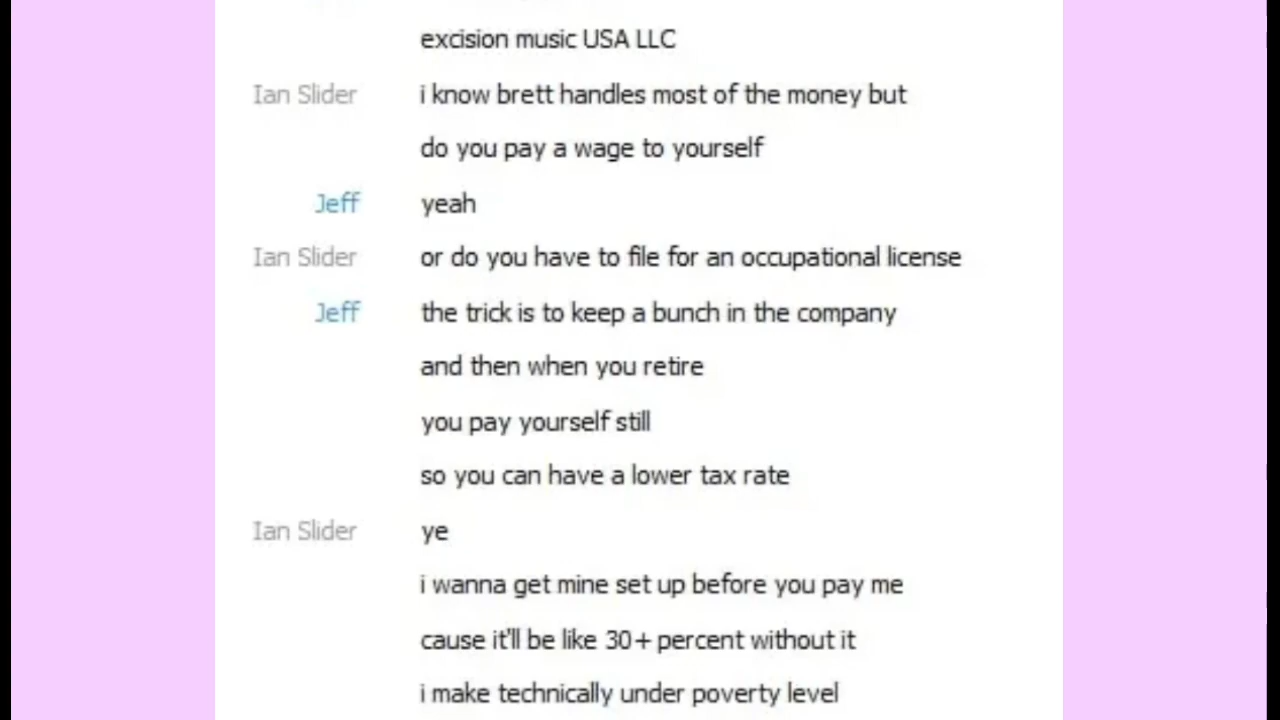 excision music USA LLC
Ian Slider i know brett handles most of the money but
do you pay a wage to yourself
Jeff yeah
Ian Slider or do you have to file for an occupational license
Jeff the trick is to keep a bunch in the company
and then when you retire
you pay yourself still
so you can have a lower tax rate
Ian Slider ye
i wanna get mine set up before you pay me
cause it'll be like 30+ percent without it
i make technically under poverty level